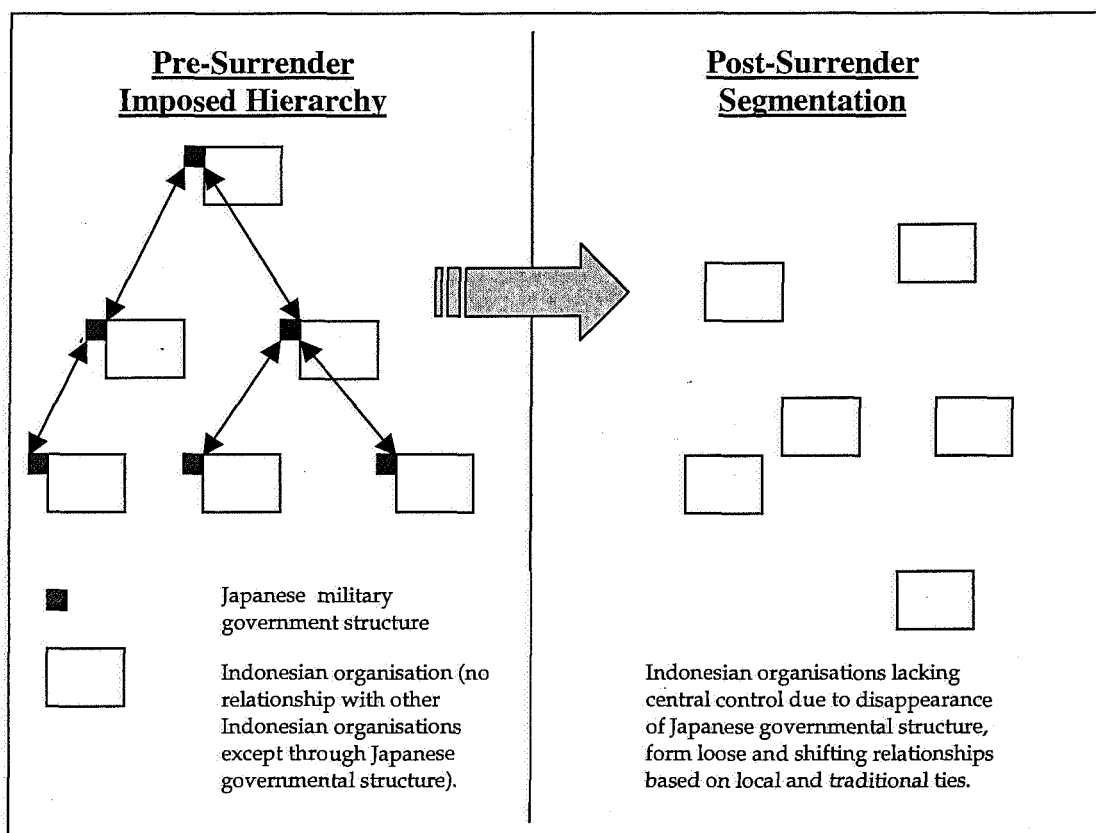 Pre-Surrender
Imposed Hierarchy
Post-Surrender
Segmentation
Japanese military
government structure
Indonesian organisation (no
relationship with other
Indonesian organisations
except through Japanese
governmental structure).
Indonesian organisations lacking
central control due to disappearance
of Japanese governmental structure,
form loose and shifting relationships
based on local and traditional ties.